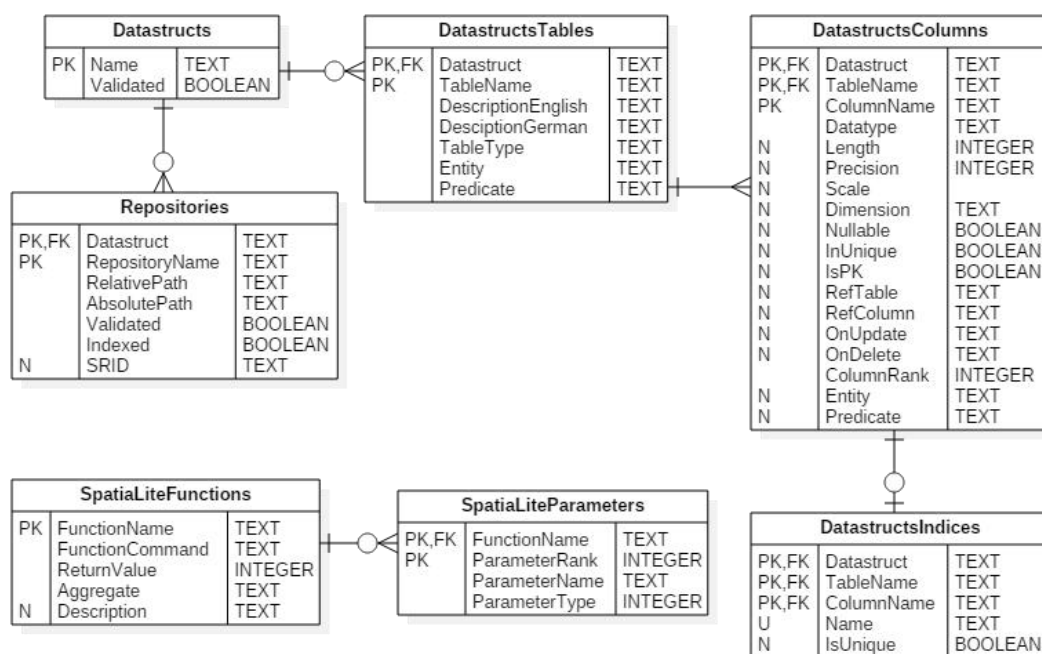 Datastructs
PK Name TEXT
Validated BOOLEAN
DatastructsTables
PK,FK Datastruct TEXT
PK TableName TEXT
DescriptionEnglish TEXT
DesciptionGerman TEXT
TableType TEXT
Entity TEXT
Predicate TEXT
DatastructsColumns
PK,FK Datastruct TEXT
PK,FK TableName TEXT
PK ColumnName TEXT
Datatype TEXT
N Length INTEGER
N Precision INTEGER
N Scale
N Dimension TEXT
N Nullable BOOLEAN
N InUnique BOOLEAN
N IsPK BOOLEAN
N RefTable TEXT
N RefColumn TEXT
N OnUpdate TEXT
N OnDelete TEXT
ColumnRank INTEGER
N Entity TEXT
N Predicate TEXT
Repositories
PK,FK Datastruct TEXT
PK RepositoryName TEXT
RelativePath TEXT
AbsolutePath TEXT
Validated BOOLEAN
Indexed BOOLEAN
N SRID TEXT
SpatiaLiteFunctions
PK FunctionName TEXT
FunctionCommand TEXT
ReturnValue INTEGER
Aggregate TEXT
N Description TEXT
SpatiaLiteParameters
PK,FK FunctionName TEXT
PK ParameterRank INTEGER
ParameterName TEXT
ParameterType INTEGER
DatastructsIndices
PK,FK Datastruct TEXT
PK,FK TableName TEXT
PK,FK ColumnName TEXT
U Name TEXT
N IsUnique BOOLEAN